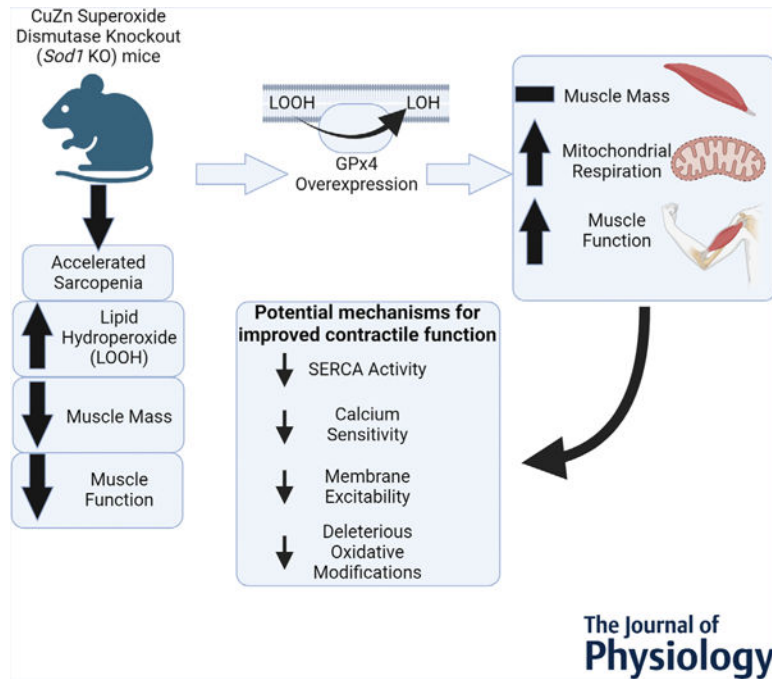 CuZn Superoxide
Dismutase Knockout
(Sod1 KO) mice
LOOH
LOH
GPx4
Overexpression
Muscle Mass
Mitochondrial
Respiration
Muscle
Function
Accelerated
Sarcopenia
Lipid
Hydroperoxide
(LOOH)
Muscle Mass
Muscle
Function
Potential mechanisms for
improved contractile function
SERCA Activity
Calcium
Sensitivity
Membrane
Excitability
Deleterious
Oxidative
Modifications
The Journal of
Physiology